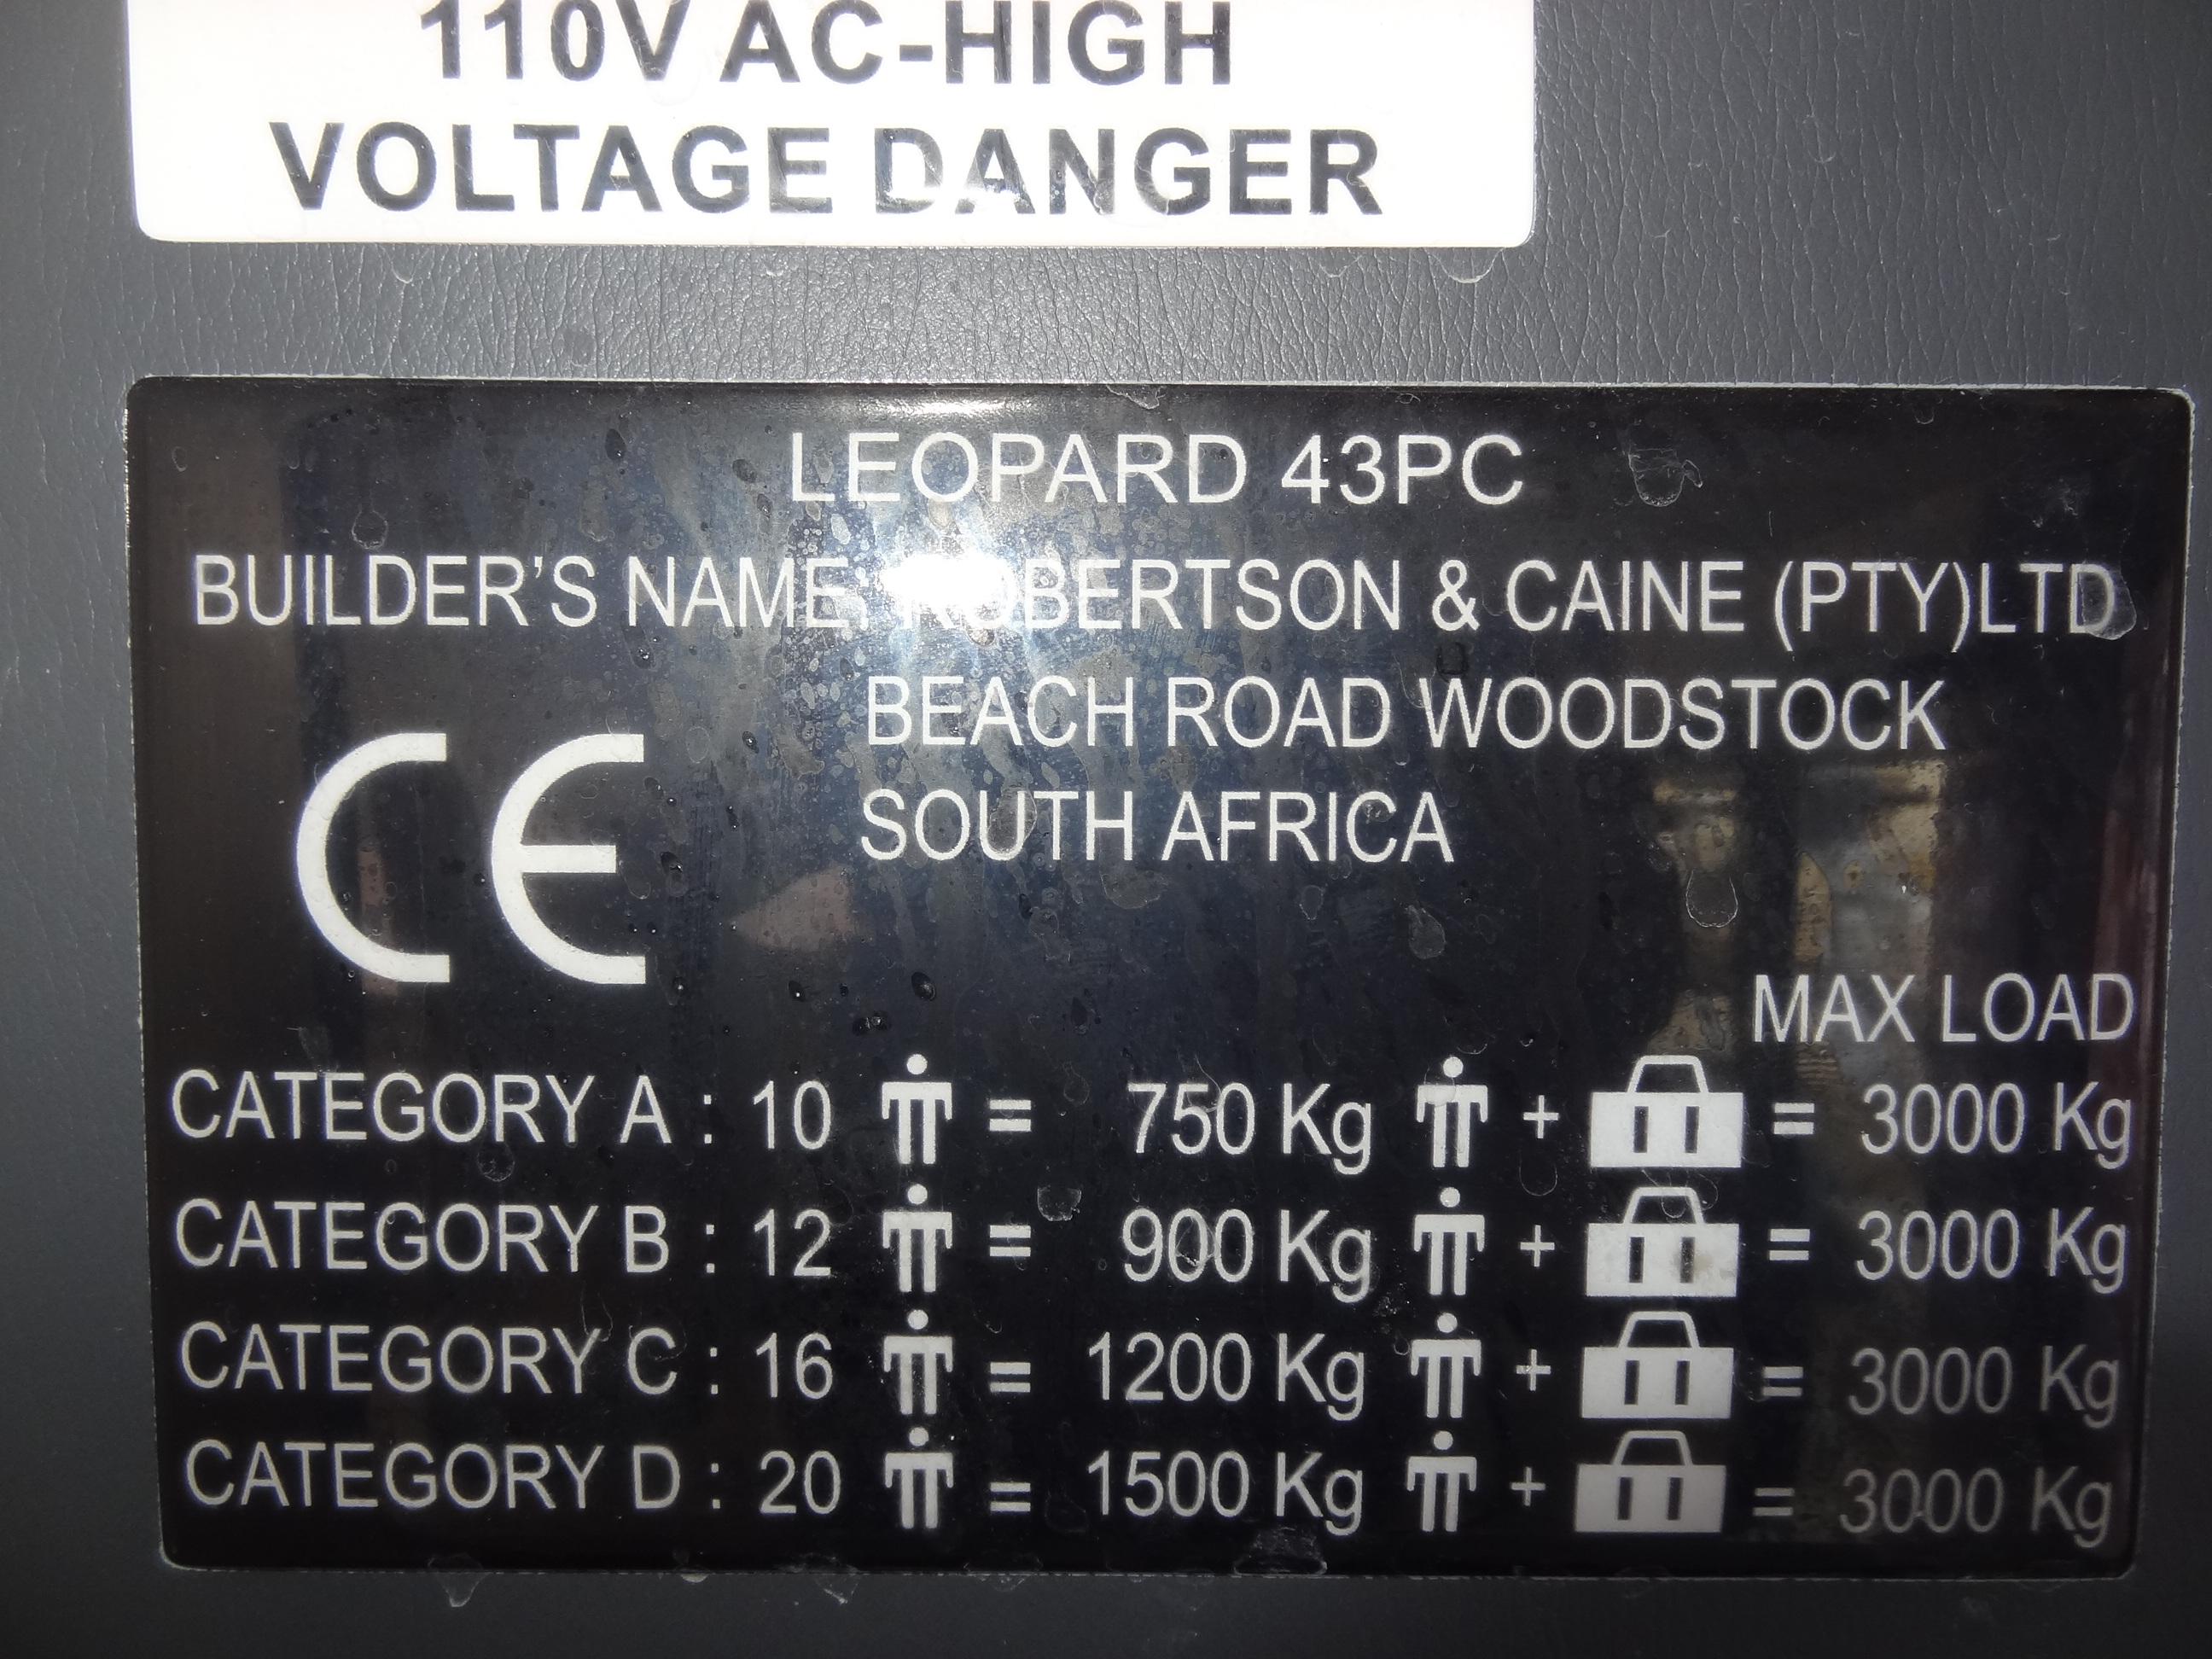 110V AC-HIGH
VOLTAGE DANGER
LEOPARD 43PC
BUILDER'S NAME: ROBERTSON & CAINE (PTY)LTD
BEACH ROAD WOODSTOCK
SOUTH AFRICA
CE
MAX LOAD
CATEGORY A : 10 = 750 Kg + = 3000 Kg
CATEGORY B : 12 = 900 Kg + = 3000 Kg
CATEGORY C : 16 = 1200 Kg + = 3000 Kg
CATEGORY D : 20 = 1500 Kg + = 3000 Kg